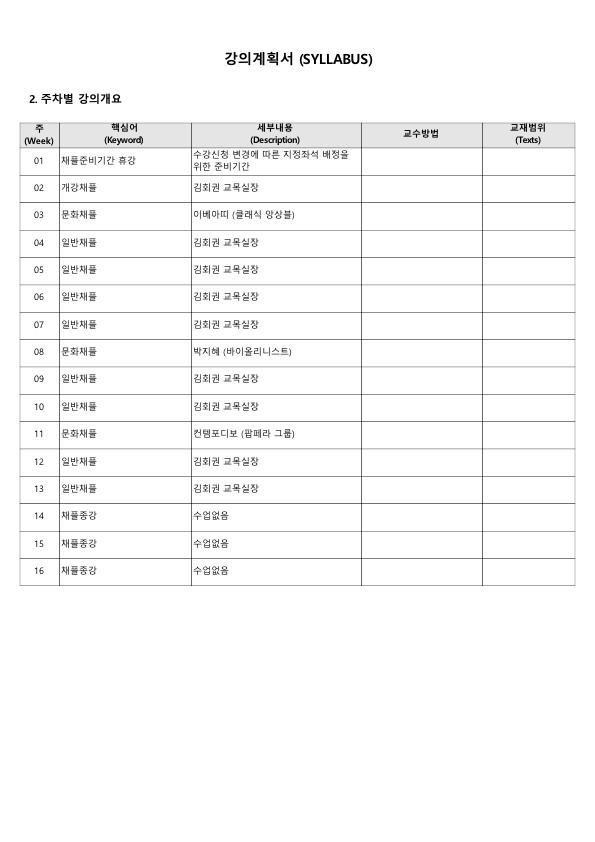 강의계획서 (SYLLABUS)
2. 주차별 강의개요
주
(Week)
핵심어
(Keyword)
세부내용
(Description)
교수방법
교재범위
(Texts)
01 채플준비기간 휴강 수강신청 변경에 따른 지정좌석 배정을
위한 준비기간
02 개강채플 김회권 교목실장
03 문화채플 이베아띠 (클래식 앙상블)
04 일반채플 김회권 교목실장
05 일반채플 김회권 교목실장
06 일반채플 김회권 교목실장
07 일반채플 김회권 교목실장
08 문화채플 박지혜 (바이올리니스트)
09 일반채플 김회권 교목실장
10 일반채플 김회권 교목실장
11 문화채플 컨템포디보 (팝페라 그룹)
12 일반채플 김회권 교목실장
13 일반채플 김회권 교목실장
14 채플종강 수업없음
15 채플종강 수업없음
16 채플종강 수업없음